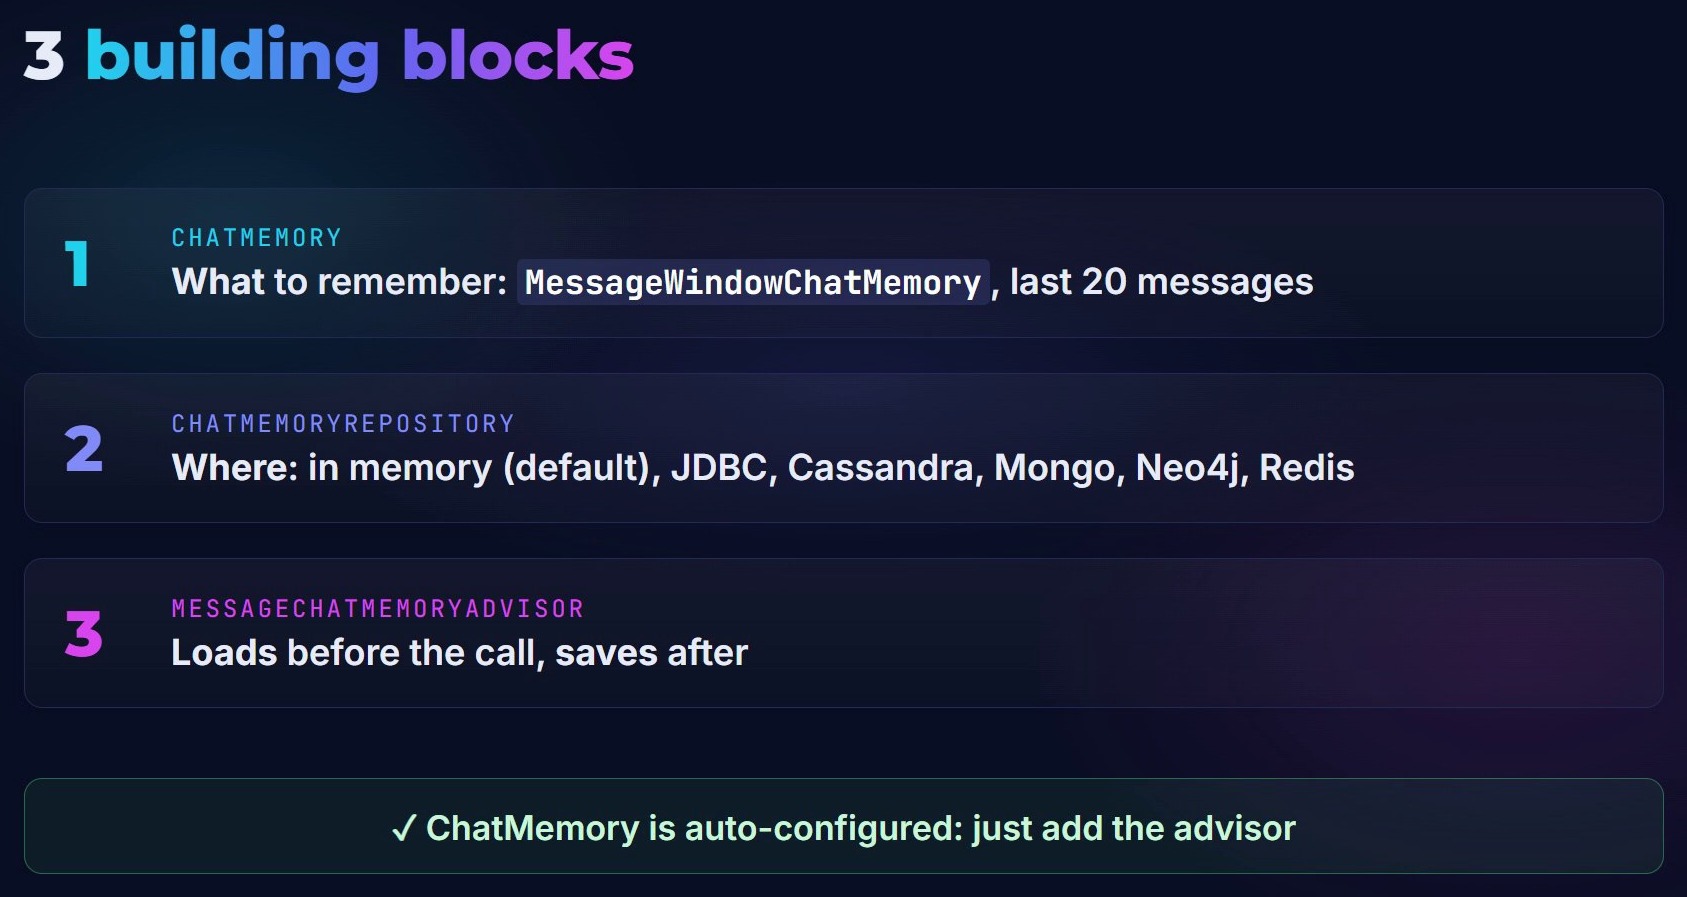 3 building blocks
1
CHATMEMORY
What to remember: MessageWindowChatMemory, last 20 messages
2
CHATMEMORYREPOSITORY
Where: in memory (default), JDBC, Cassandra, Mongo, Neo4j, Redis
3
MESSAGECHATMEMORYADVISOR
Loads before the call, saves after
✓ ChatMemory is auto-configured: just add the advisor